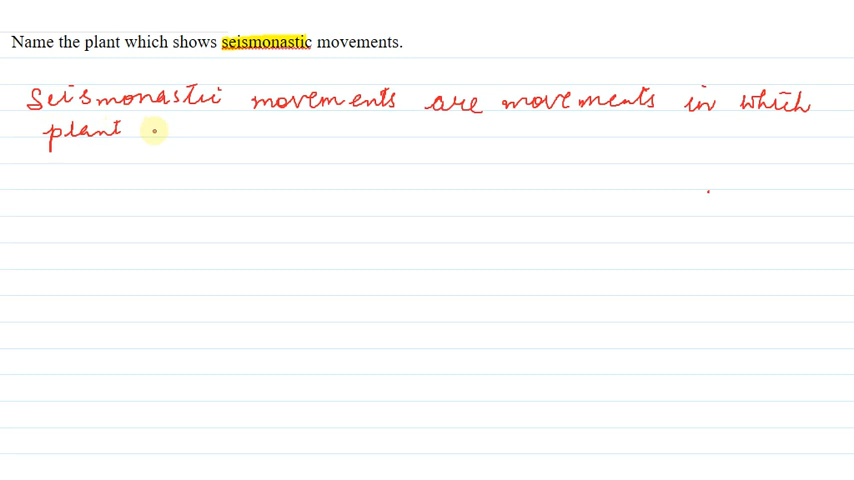 Name the plant which shows seismonastic movements.
Seismonastic movements are movements in which
plant